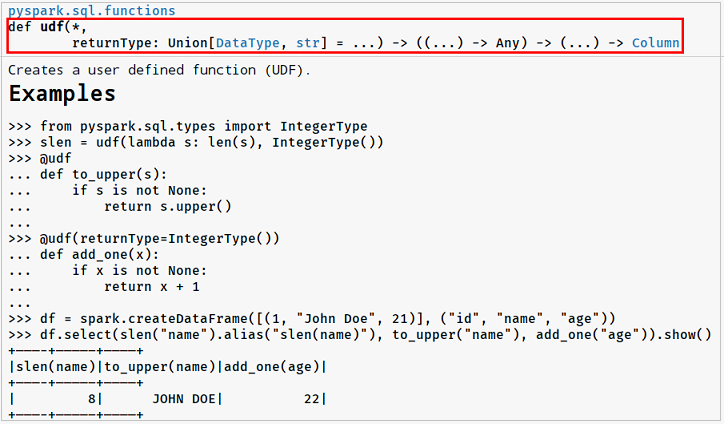 pyspark.sql.functions
def udf(*,
        returnType: Union[DataType, str] = ...) -> ((...) -> Any) -> (...) -> Column
Creates a user defined function (UDF).
Examples
>>> from pyspark.sql.types import IntegerType
>>> slen = udf(lambda s: len(s), IntegerType())
>>> @udf
... def to_upper(s):
...     if s is not None:
...         return s.upper()
...
>>> @udf(returnType=IntegerType())
... def add_one(x):
...     if x is not None:
...         return x + 1
...
>>> df = spark.createDataFrame([(1, "John Doe", 21)], ("id", "name", "age"))
>>> df.select(slen("name").alias("slen(name)"), to_upper("name"), add_one("age")).show()
+----+-----+----+
|slen(name)|to_upper(name)|add_one(age)|
+----+-----+----+
|         8|      JOHN DOE|          22|
+----+-----+----+